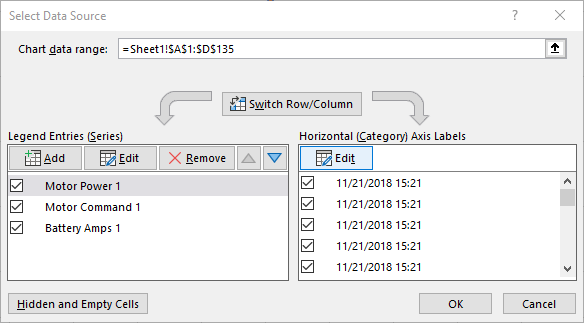 Select Data Source ? ×
Chart data range: =Sheet1!$A$1:$D$135
Switch Row/Column
Legend Entries (Series)
Add Edit Remove
Motor Power 1
Motor Command 1
Battery Amps 1
Horizontal (Category) Axis Labels
Edit
11/21/2018 15:21
11/21/2018 15:21
11/21/2018 15:21
11/21/2018 15:21
11/21/2018 15:21
Hidden and Empty Cells
OK Cancel